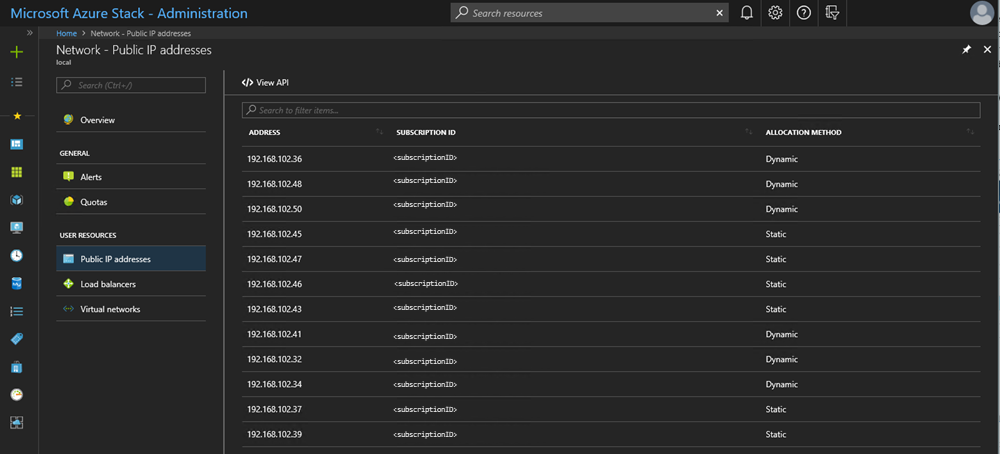 Microsoft Azure Stack - Administration
Search resources
Home > Network - Public IP addresses
Network - Public IP addresses
local
Search (Ctrl+/)
Overview
GENERAL
Alerts
Quotas
USER RESOURCES
Public IP addresses
Load balancers
Virtual networks
</> View API
Search to filter items...
ADDRESS SUBSCRIPTION ID ALLOCATION METHOD
192.168.102.36 <subscriptionID> Dynamic
192.168.102.48 <subscriptionID> Dynamic
192.168.102.50 <subscriptionID> Dynamic
192.168.102.45 <subscriptionID> Static
192.168.102.47 <subscriptionID> Static
192.168.102.46 <subscriptionID> Static
192.168.102.43 <subscriptionID> Static
192.168.102.41 <subscriptionID> Dynamic
192.168.102.32 <subscriptionID> Dynamic
192.168.102.34 <subscriptionID> Dynamic
192.168.102.37 <subscriptionID> Static
192.168.102.39 <subscriptionID> Static